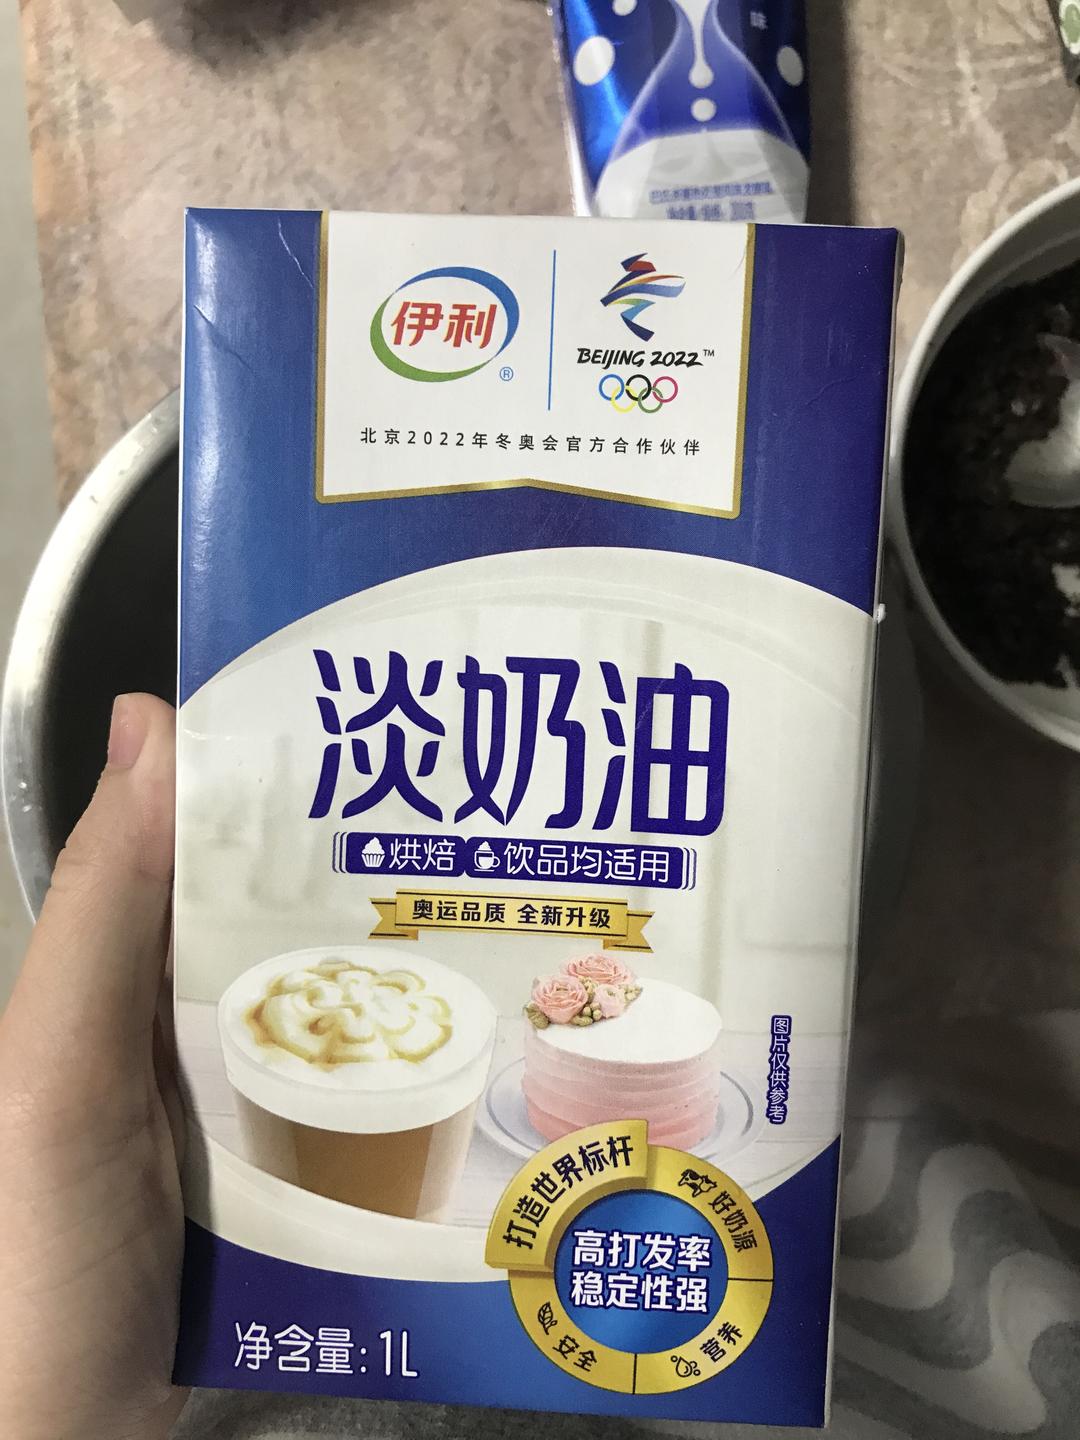 味
伊利
®
BEIJING 2022™
北京2022年冬奥会官方合作伙伴
淡奶油
烘焙 饮品均适用
奥运品质 全新升级
图片仅供参考
打造世界标杆
好奶源
高打发率
稳定性强
安全
营养
净含量：1L